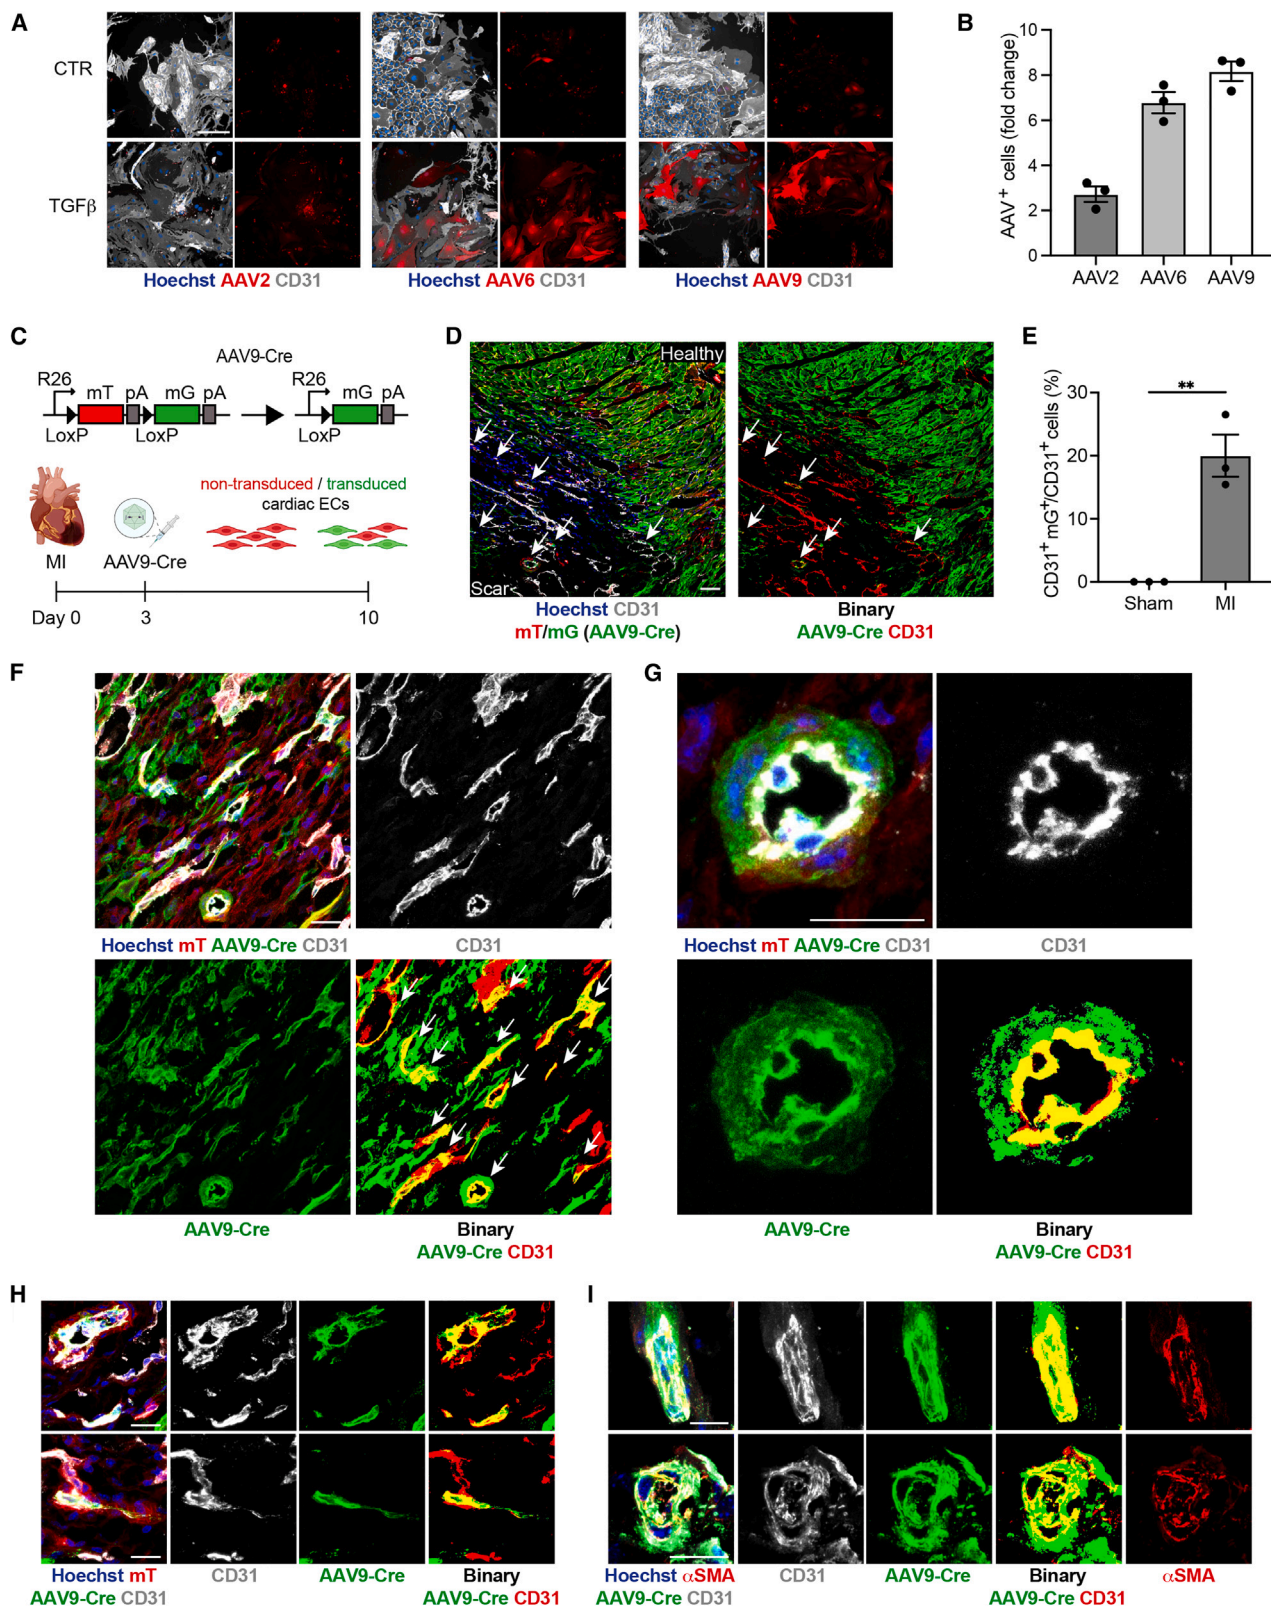 A
CTR
TGFβ
Hoechst AAV2 CD31
Hoechst AAV6 CD31
Hoechst AAV9 CD31
B
AAV+ cells (fold change)
10
8
6
4
2
0
AAV2
AAV6
AAV9
C
AAV9-Cre
R26
mT pA mG pA
LoxP
LoxP
R26
mG pA
LoxP
non-transduced / transduced
cardiac ECs
MI
AAV9-Cre
Day 0
3
10
D
Healthy
Scar
Hoechst CD31
mT/mG (AAV9-Cre)
Binary
AAV9-Cre CD31
E
CD31+ mG+/CD31+ cells (%)
30
20
10
0
**
Sham
MI
F
Hoechst mT AAV9-Cre CD31
CD31
AAV9-Cre
Binary
AAV9-Cre CD31
G
Hoechst mT AAV9-Cre CD31
CD31
AAV9-Cre
Binary
AAV9-Cre CD31
H
Hoechst mT
AAV9-Cre CD31
CD31
AAV9-Cre
Binary
AAV9-Cre CD31
I
Hoechst αSMA
AAV9-Cre CD31
CD31
AAV9-Cre
Binary
AAV9-Cre CD31
αSMA